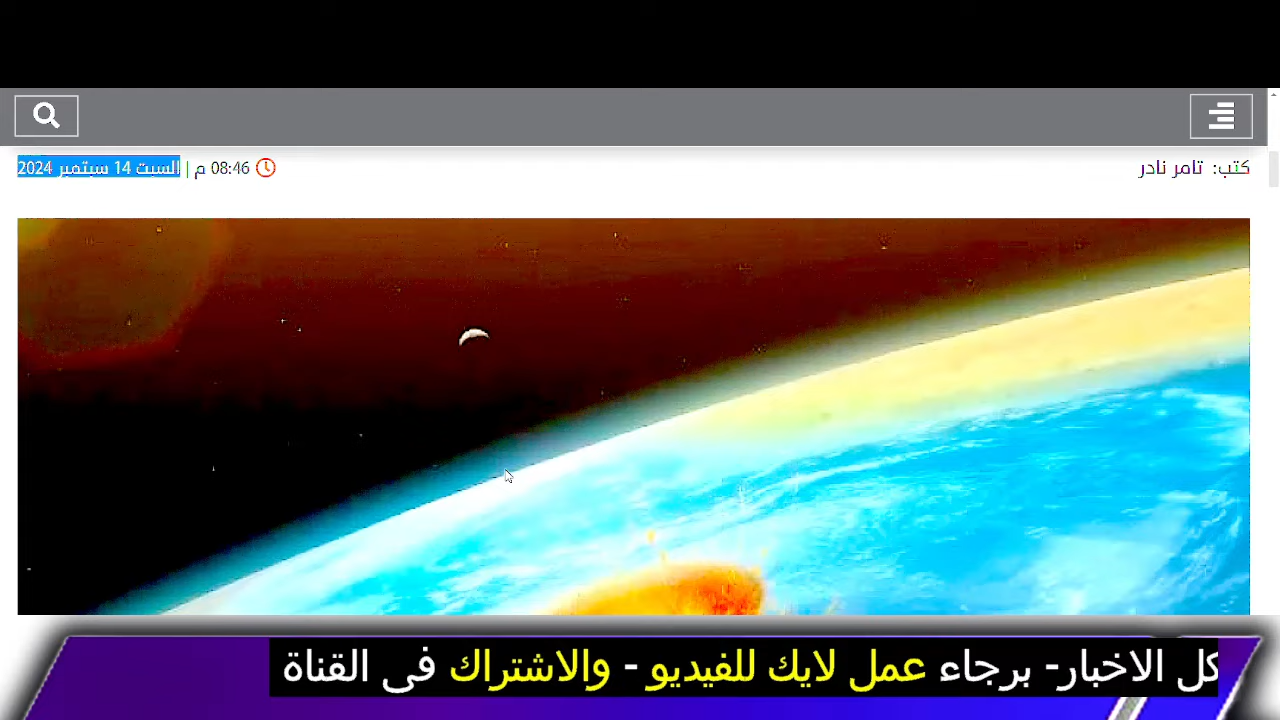 كتب: تامر نادر
08:46 م | السبت 14 سبتمبر 2024
كل الاخبار- برجاء عمل لايك للفيديو - والاشتراك فى القناة